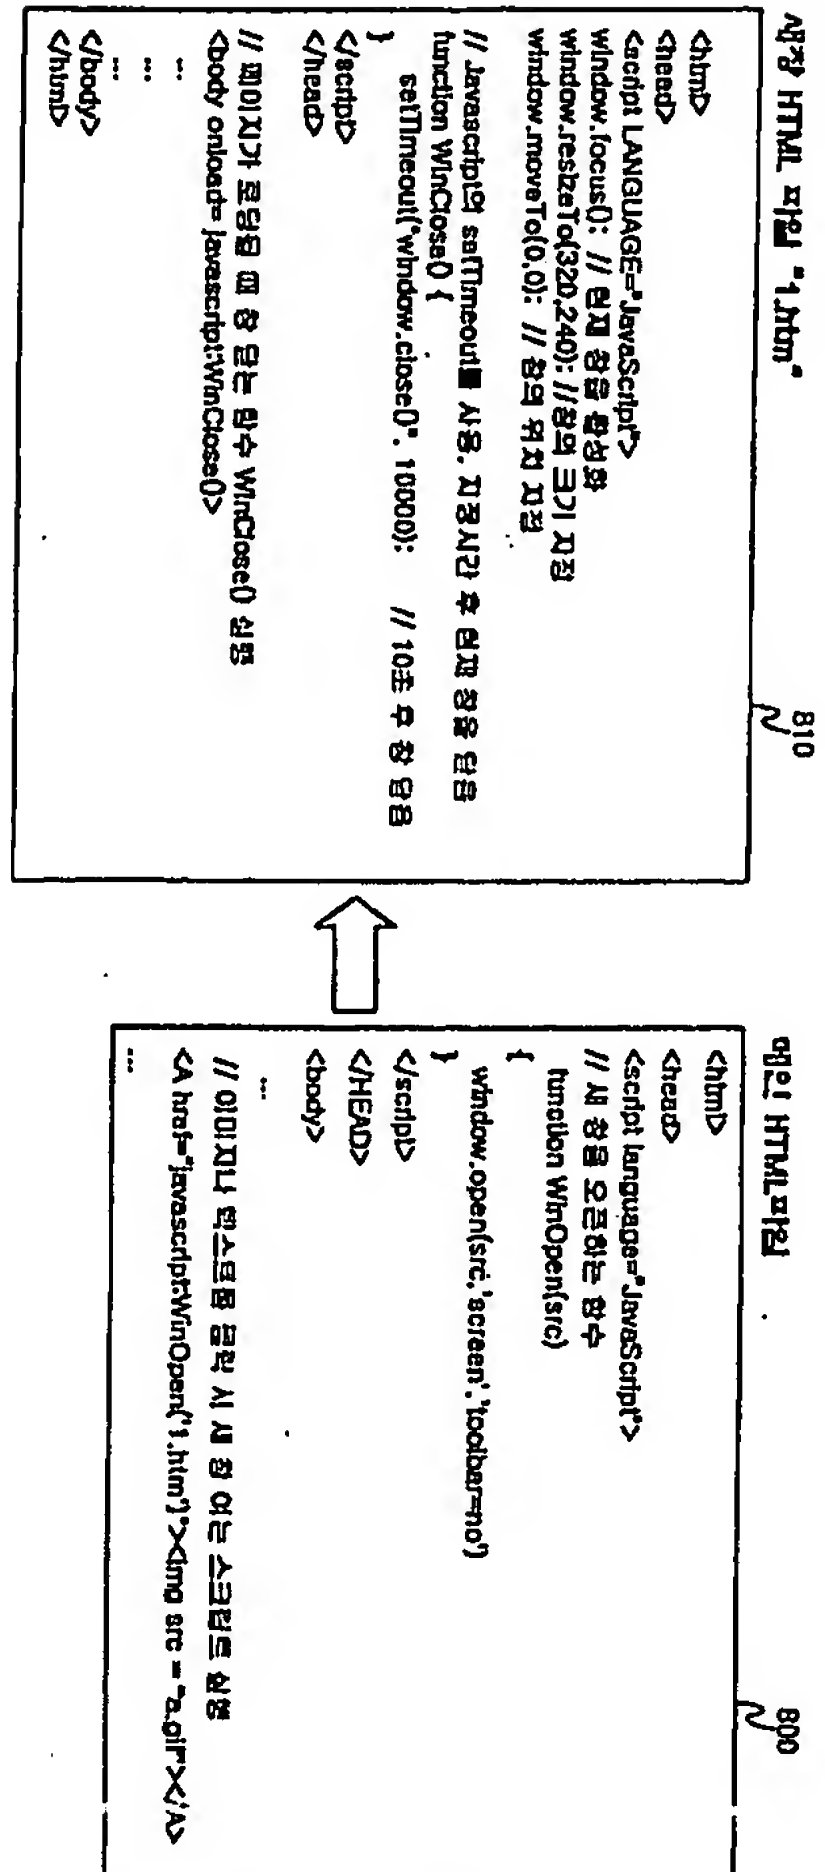 새창 HTML 파일 "1.htm"
810
<html>
<head>
<script LANGUAGE="JavaScript">
window.focus(); // 현재 창을 활성화
window.resizeTo(320,240); //창의 크기 지정
window.moveTo(0,0); // 창의 위치 지정
// Javascript의 setTimeout를 사용, 지정시간 후 현재 창을 닫음
function WinClose() {
setTimeout("window.close()", 10000); // 10초 후 창 닫음
}
</script>
</head>
// 페이지가 로딩될 때 창 닫는 함수 WinClose() 실행
<body onload= javascript:WinClose()>
...
...
...
</body>
</html>
메인 HTML파일
800
<html>
<head>
<script language="JavaScript">
// 새 창을 오픈하는 함수
function WinOpen(src)
{
window.open(src,'screen','toolbar=no')
}
</script>
</HEAD>
<body>
...
// 이미지나 텍스트를 클릭 시 새 창 여는 스크립트 실행
<A href="javascript:WinOpen('1.htm')"><img src = "a.gif"></A>
...